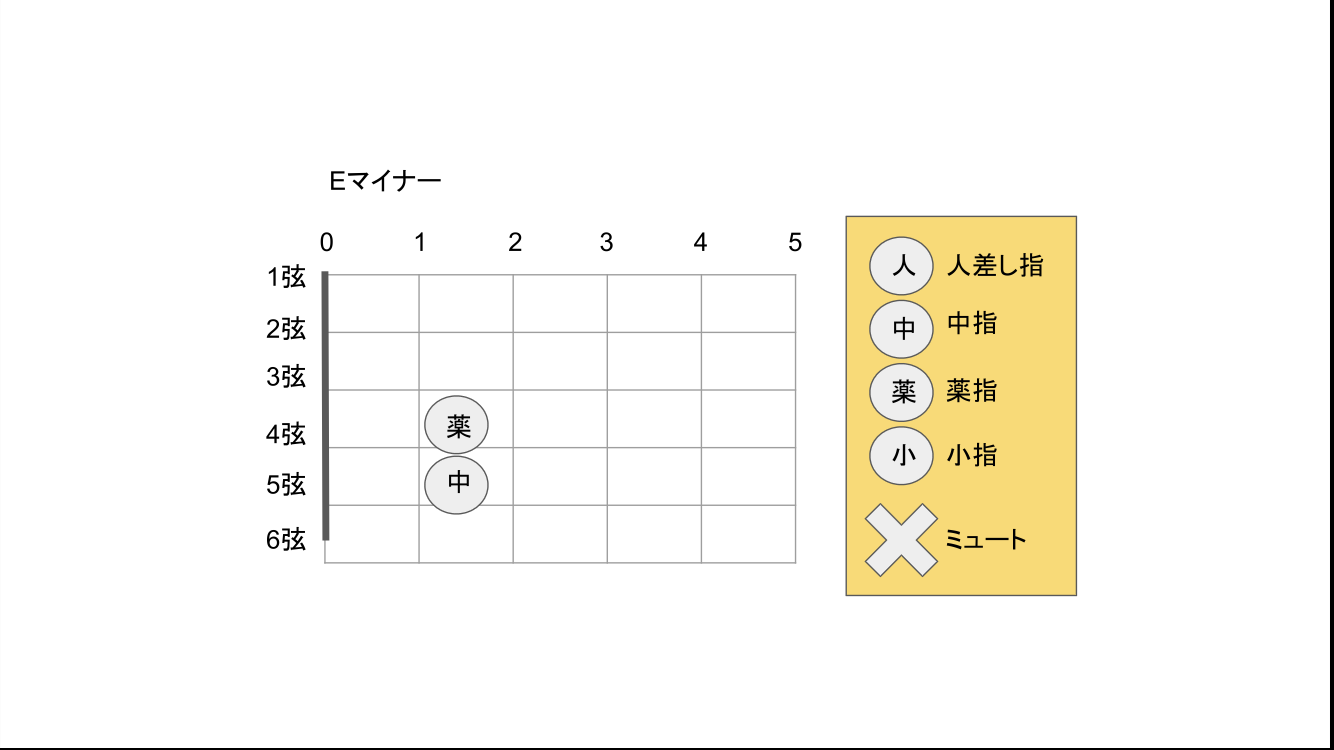 Eマイナー
0 1 2 3 4 5
1弦
2弦
3弦
4弦
薬
5弦
中
6弦
人 人差し指
中 中指
薬 薬指
小 小指
ミュート